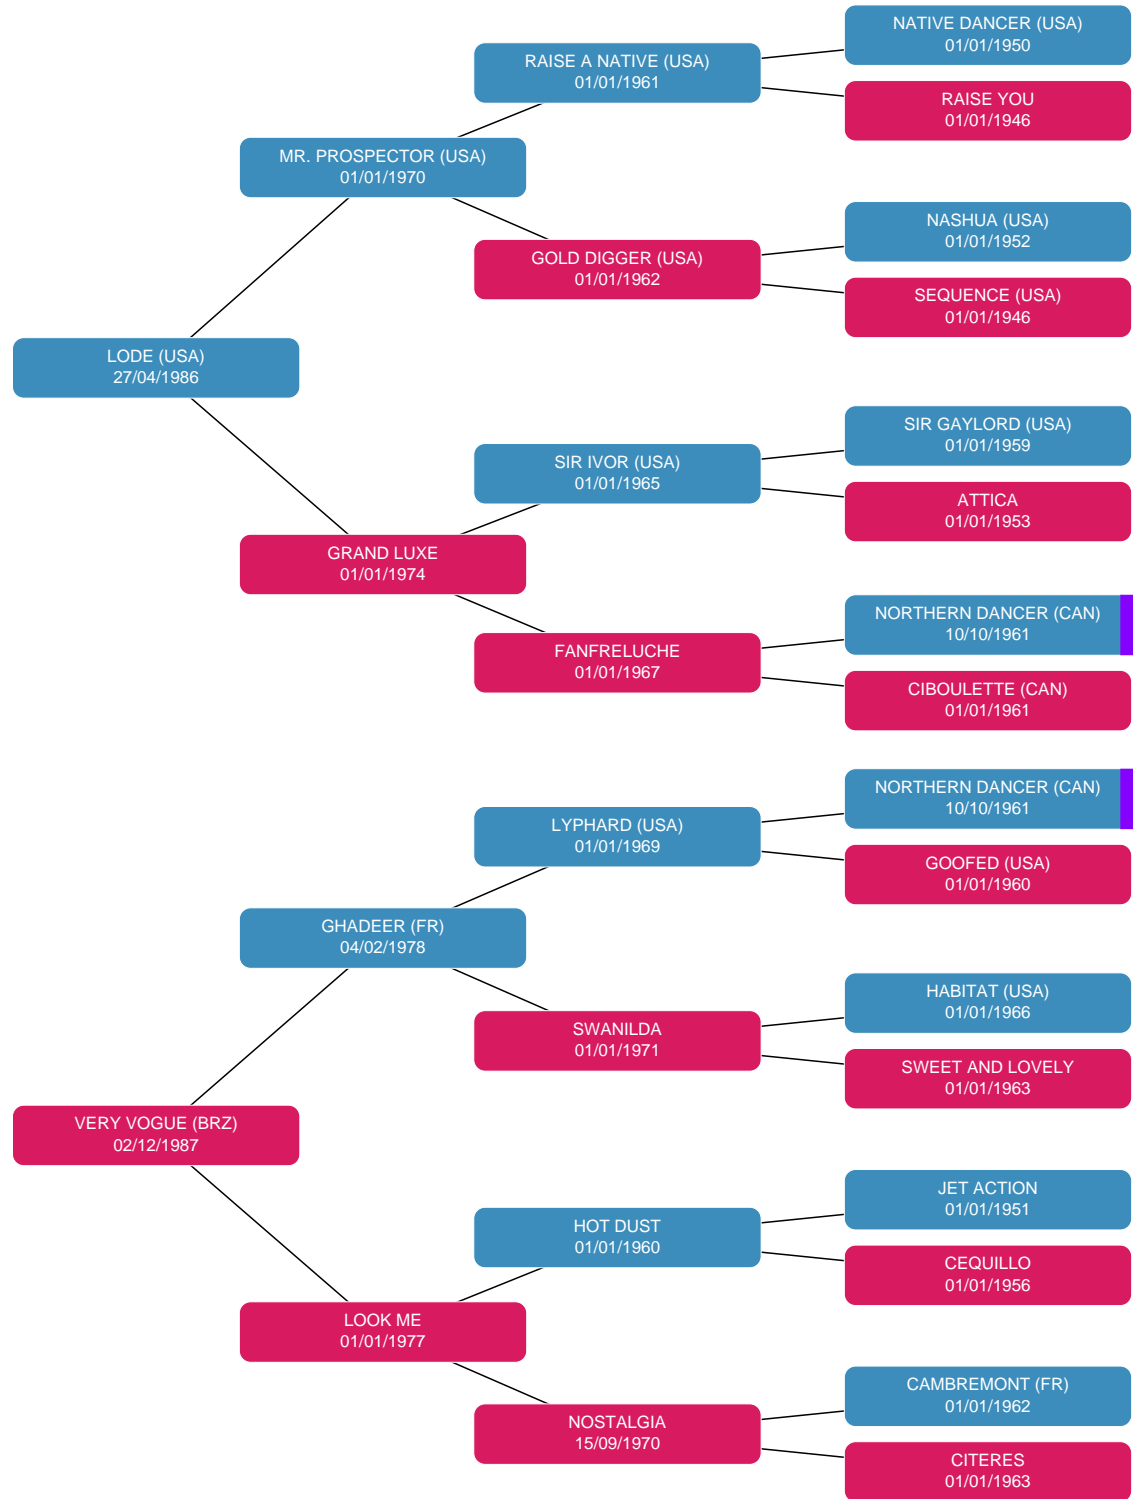 NATIVE DANCER (USA)
01/01/1950
RAISE A NATIVE (USA)
01/01/1961
RAISE YOU
01/01/1946
MR. PROSPECTOR (USA)
01/01/1970
NASHUA (USA)
01/01/1952
GOLD DIGGER (USA)
01/01/1962
SEQUENCE (USA)
01/01/1946
LODE (USA)
27/04/1986
SIR GAYLORD (USA)
01/01/1959
SIR IVOR (USA)
01/01/1965
ATTICA
01/01/1953
GRAND LUXE
01/01/1974
NORTHERN DANCER (CAN)
10/10/1961
FANFRELUCHE
01/01/1967
CIBOULETTE (CAN)
01/01/1961
NORTHERN DANCER (CAN)
10/10/1961
LYPHARD (USA)
01/01/1969
GOOFED (USA)
01/01/1960
GHADEER (FR)
04/02/1978
HABITAT (USA)
01/01/1966
SWANILDA
01/01/1971
SWEET AND LOVELY
01/01/1963
VERY VOGUE (BRZ)
02/12/1987
JET ACTION
01/01/1951
HOT DUST
01/01/1960
CEQUILLO
01/01/1956
LOOK ME
01/01/1977
CAMBREMONT (FR)
01/01/1962
NOSTALGIA
15/09/1970
CITERES
01/01/1963